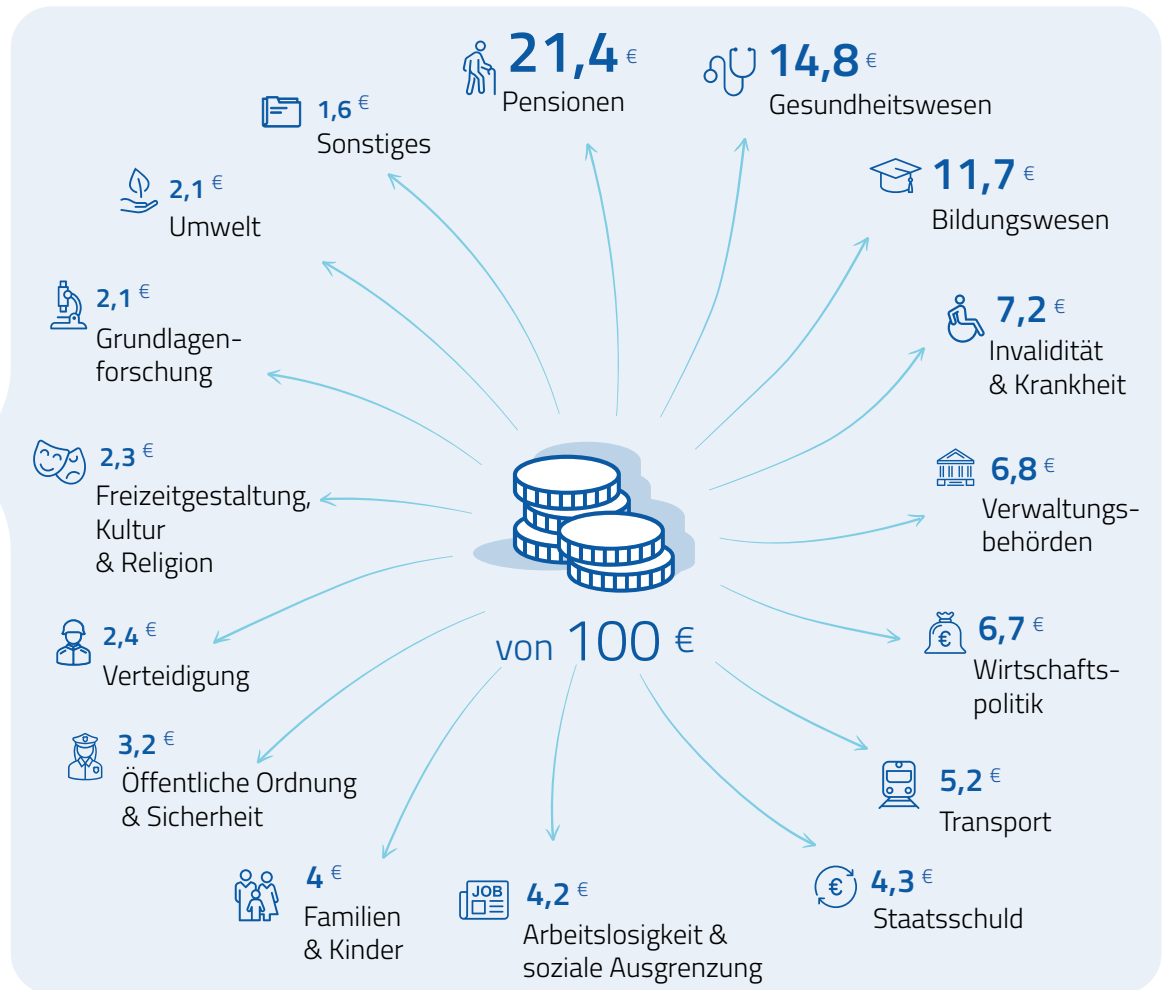 21,4 €
Pensionen
14,8 €
Gesundheitswesen
11,7 €
Bildungswesen
7,2 €
Invalidität
& Krankheit
6,8 €
Verwaltungs-
behörden
€
6,7 €
Wirtschafts-
politik
5,2 €
Transport
€
4,3 €
Staatsschuld
JOB
4,2 €
Arbeitslosigkeit &
soziale Ausgrenzung
4 €
Familien
& Kinder
3,2 €
Öffentliche Ordnung
& Sicherheit
2,4 €
Verteidigung
2,3 €
Freizeitgestaltung,
Kultur
& Religion
2,1 €
Grundlagen-
forschung
2,1 €
Umwelt
1,6 €
Sonstiges
von 100 €